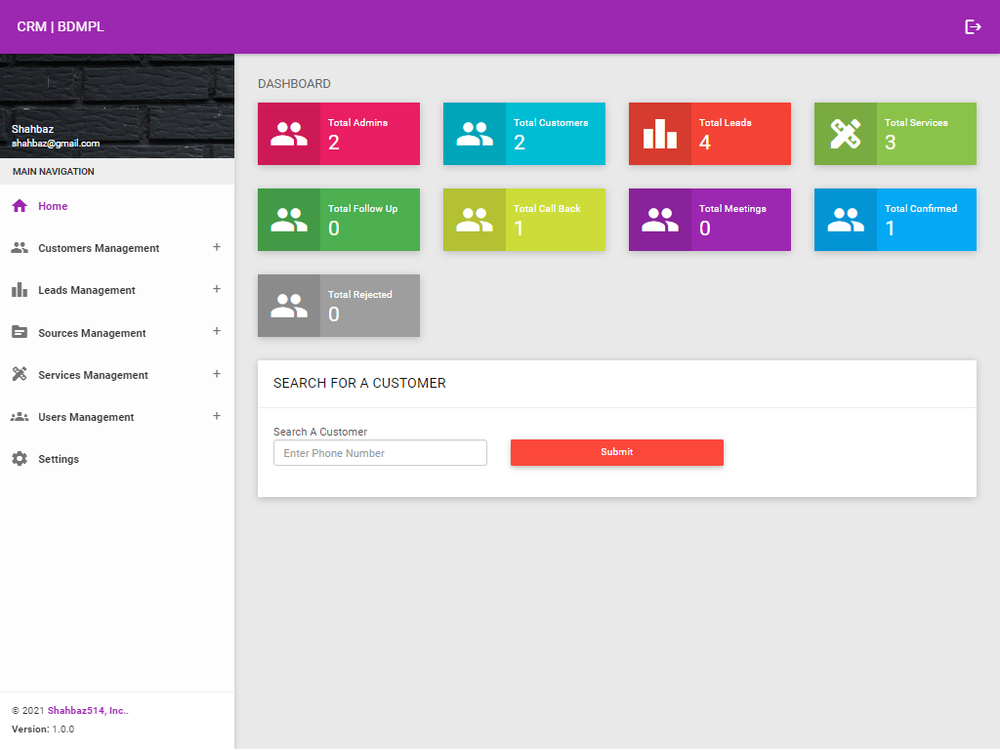 CRM | BDMPL
Shahbaz
shahbaz@gmail.com
MAIN NAVIGATION
Home
Customers Management +
Leads Management +
Sources Management +
Services Management +
Users Management +
Settings
© 2021 Shahbaz514, Inc..
Version: 1.0.0
DASHBOARD
Total Admins
2
Total Customers
2
Total Leads
4
Total Services
3
Total Follow Up
0
Total Call Back
1
Total Meetings
0
Total Confirmed
1
Total Rejected
0
SEARCH FOR A CUSTOMER
Search A Customer
Enter Phone Number
Submit